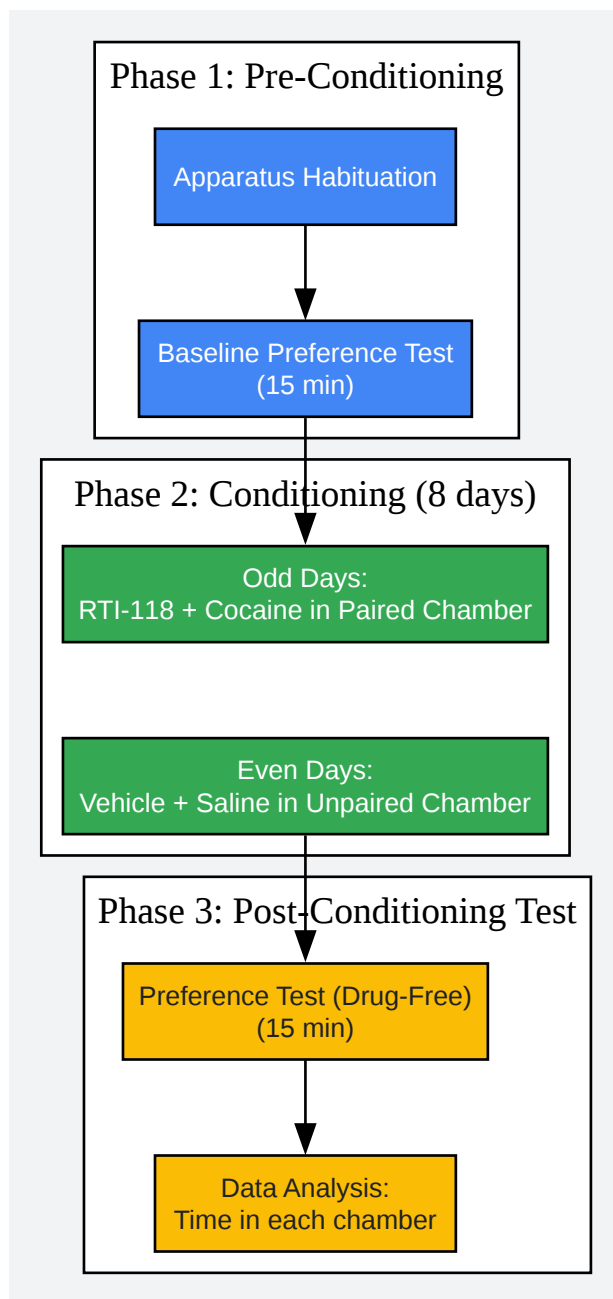 Phase 1: Pre-Conditioning
Apparatus Habituation
Baseline Preference Test
(15 min)
Phase 2: Conditioning (8 days)
Odd Days:
RTI-118 + Cocaine in Paired Chamber
Even Days:
Vehicle + Saline in Unpaired Chamber
Phase 3: Post-Conditioning Test
Preference Test (Drug-Free)
(15 min)
Data Analysis:
Time in each chamber